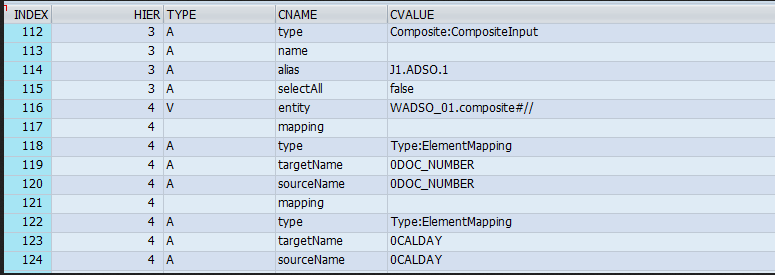 INDEX HIER TYPE CNAME CVALUE
112 3 A type Composite:CompositeInput
113 3 A name
114 3 A alias J1.ADSO.1
115 3 A selectAll false
116 4 V entity WADSO_01.composite#//
117 4 mapping
118 4 A type Type:ElementMapping
119 4 A targetName 0DOC_NUMBER
120 4 A sourceName 0DOC_NUMBER
121 4 mapping
122 4 A type Type:ElementMapping
123 4 A targetName 0CALDAY
124 4 A sourceName 0CALDAY